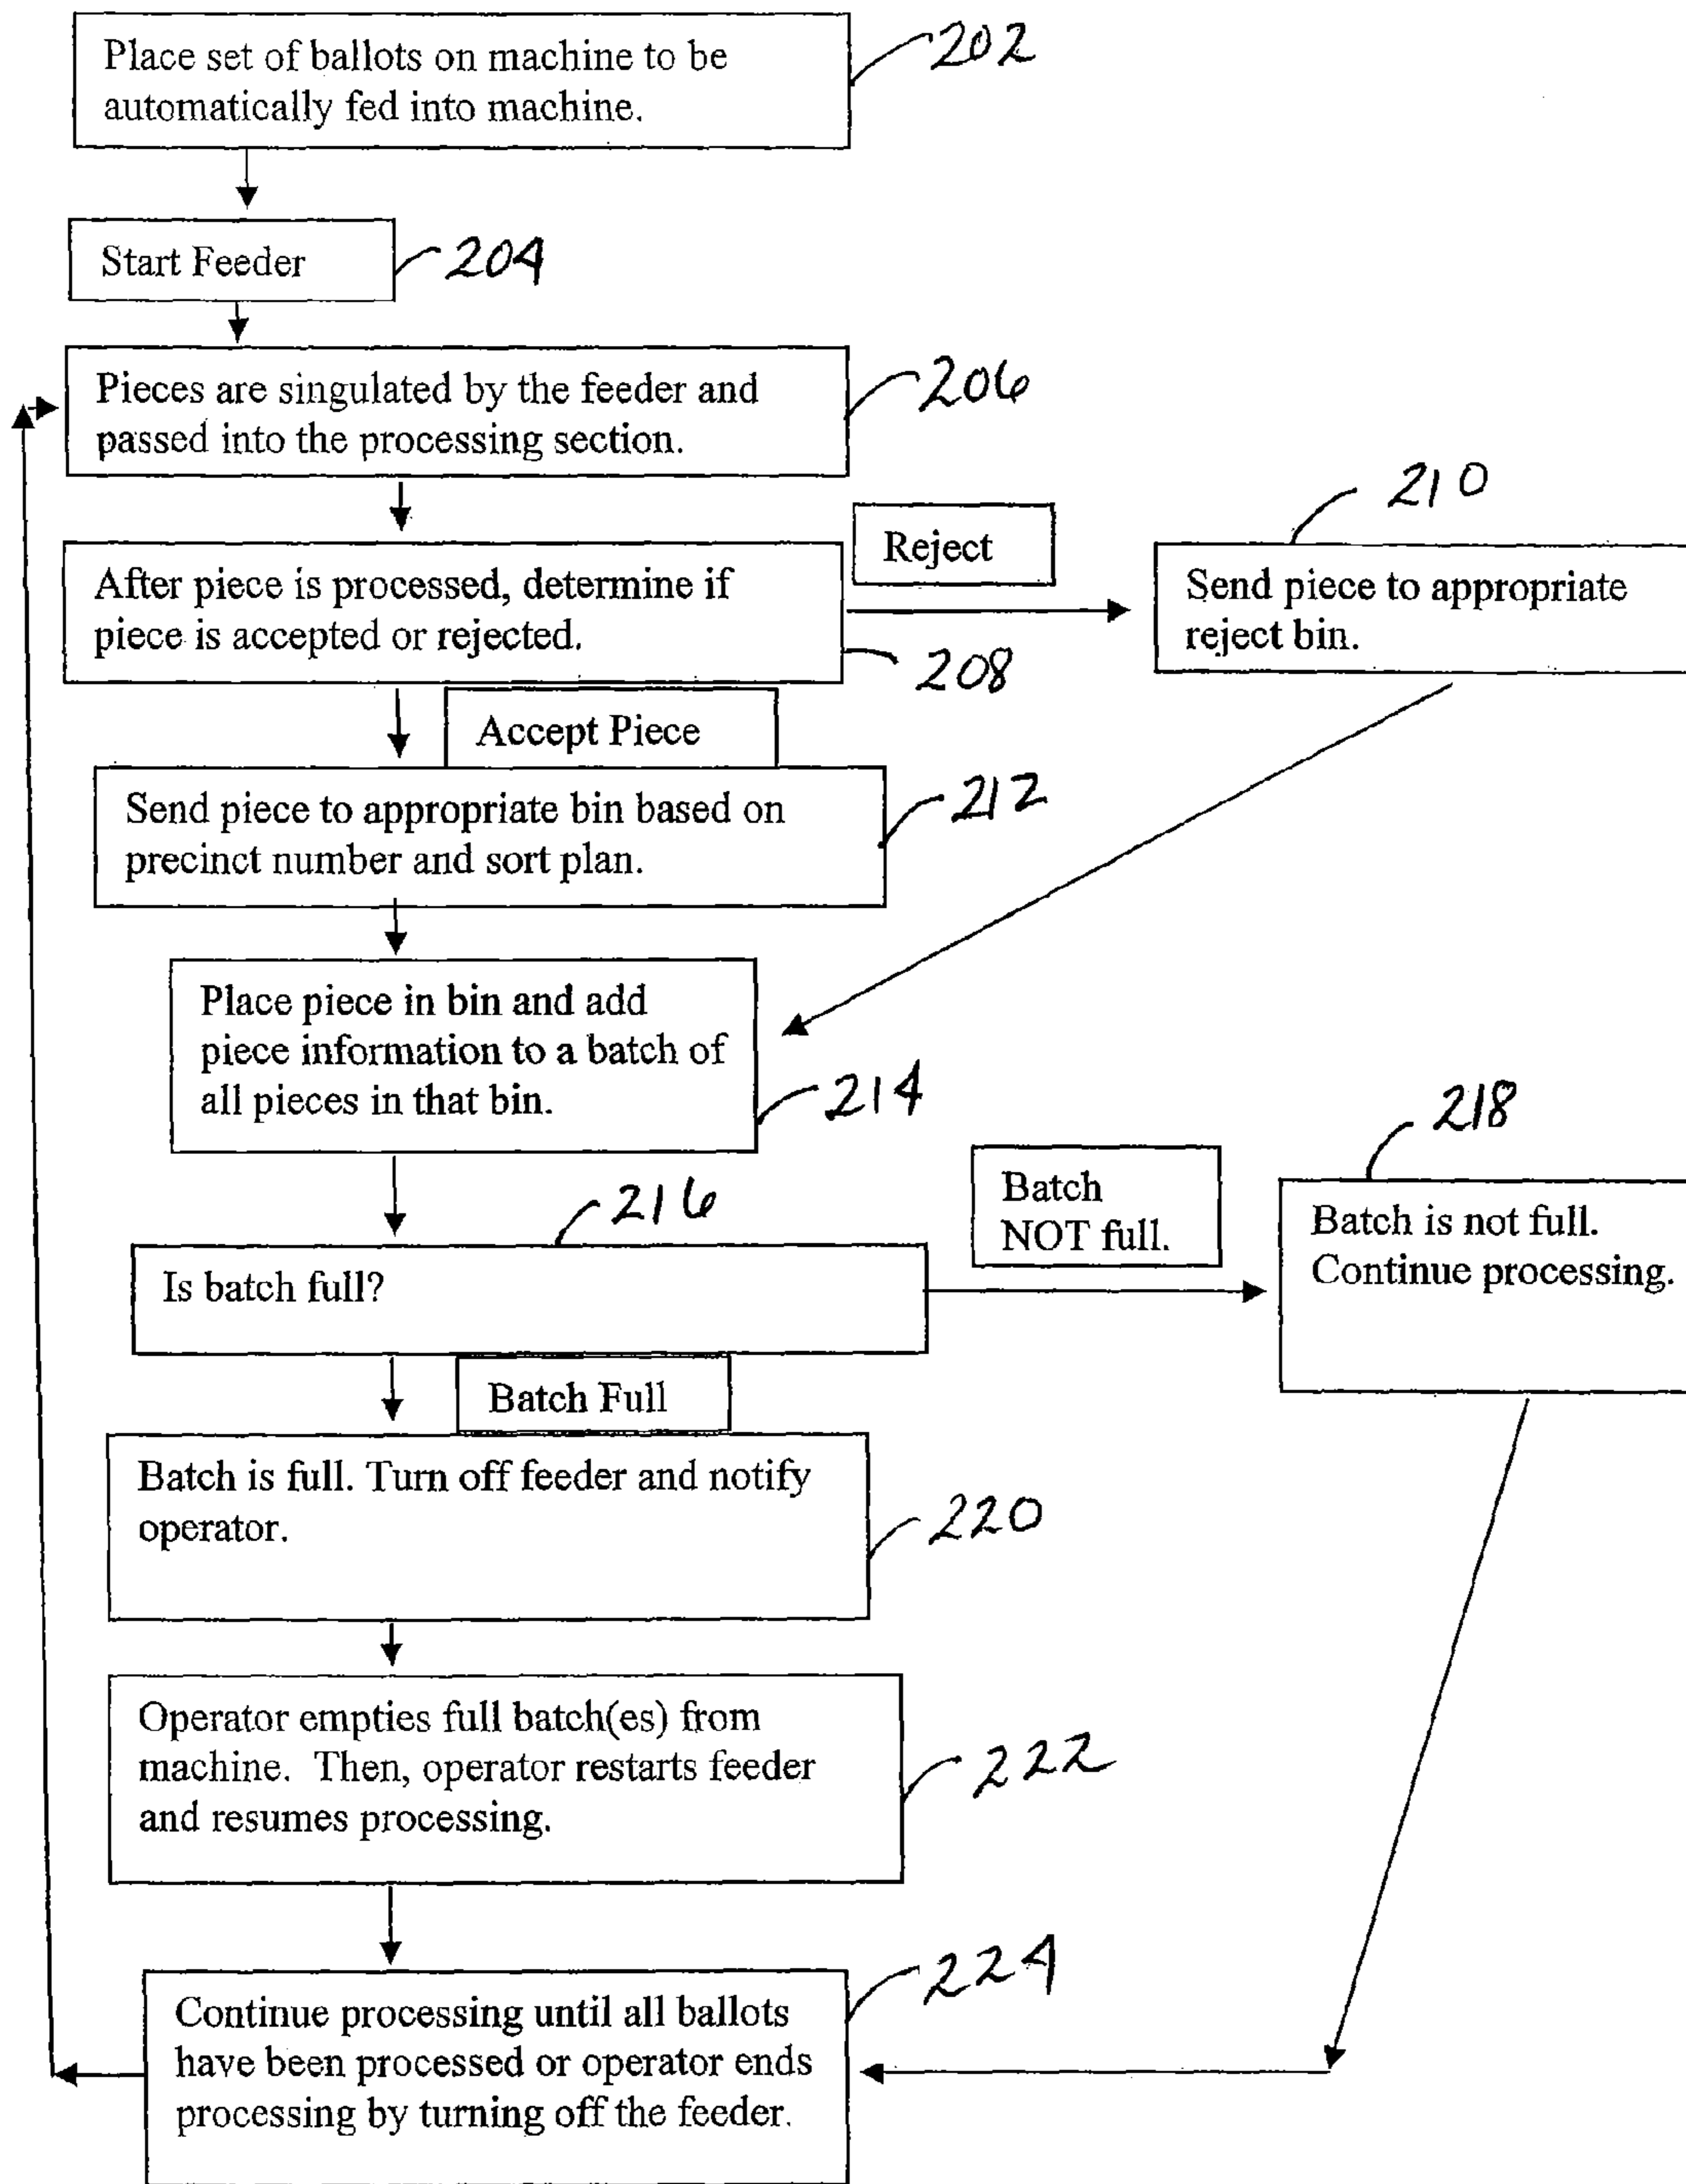 Place set of ballots on machine to be
automatically fed into machine.
202
Start Feeder
204
Pieces are singulated by the feeder and
passed into the processing section.
206
After piece is processed, determine if
piece is accepted or rejected.
208
Reject
210
Send piece to appropriate
reject bin.
Accept Piece
Send piece to appropriate bin based on
precinct number and sort plan.
212
Place piece in bin and add
piece information to a batch of
all pieces in that bin.
214
216
Is batch full?
Batch
NOT full.
218
Batch is not full.
Continue processing.
Batch Full
Batch is full. Turn off feeder and notify
operator.
220
Operator empties full batch(es) from
machine. Then, operator restarts feeder
and resumes processing.
222
Continue processing until all ballots
have been processed or operator ends
processing by turning off the feeder.
224